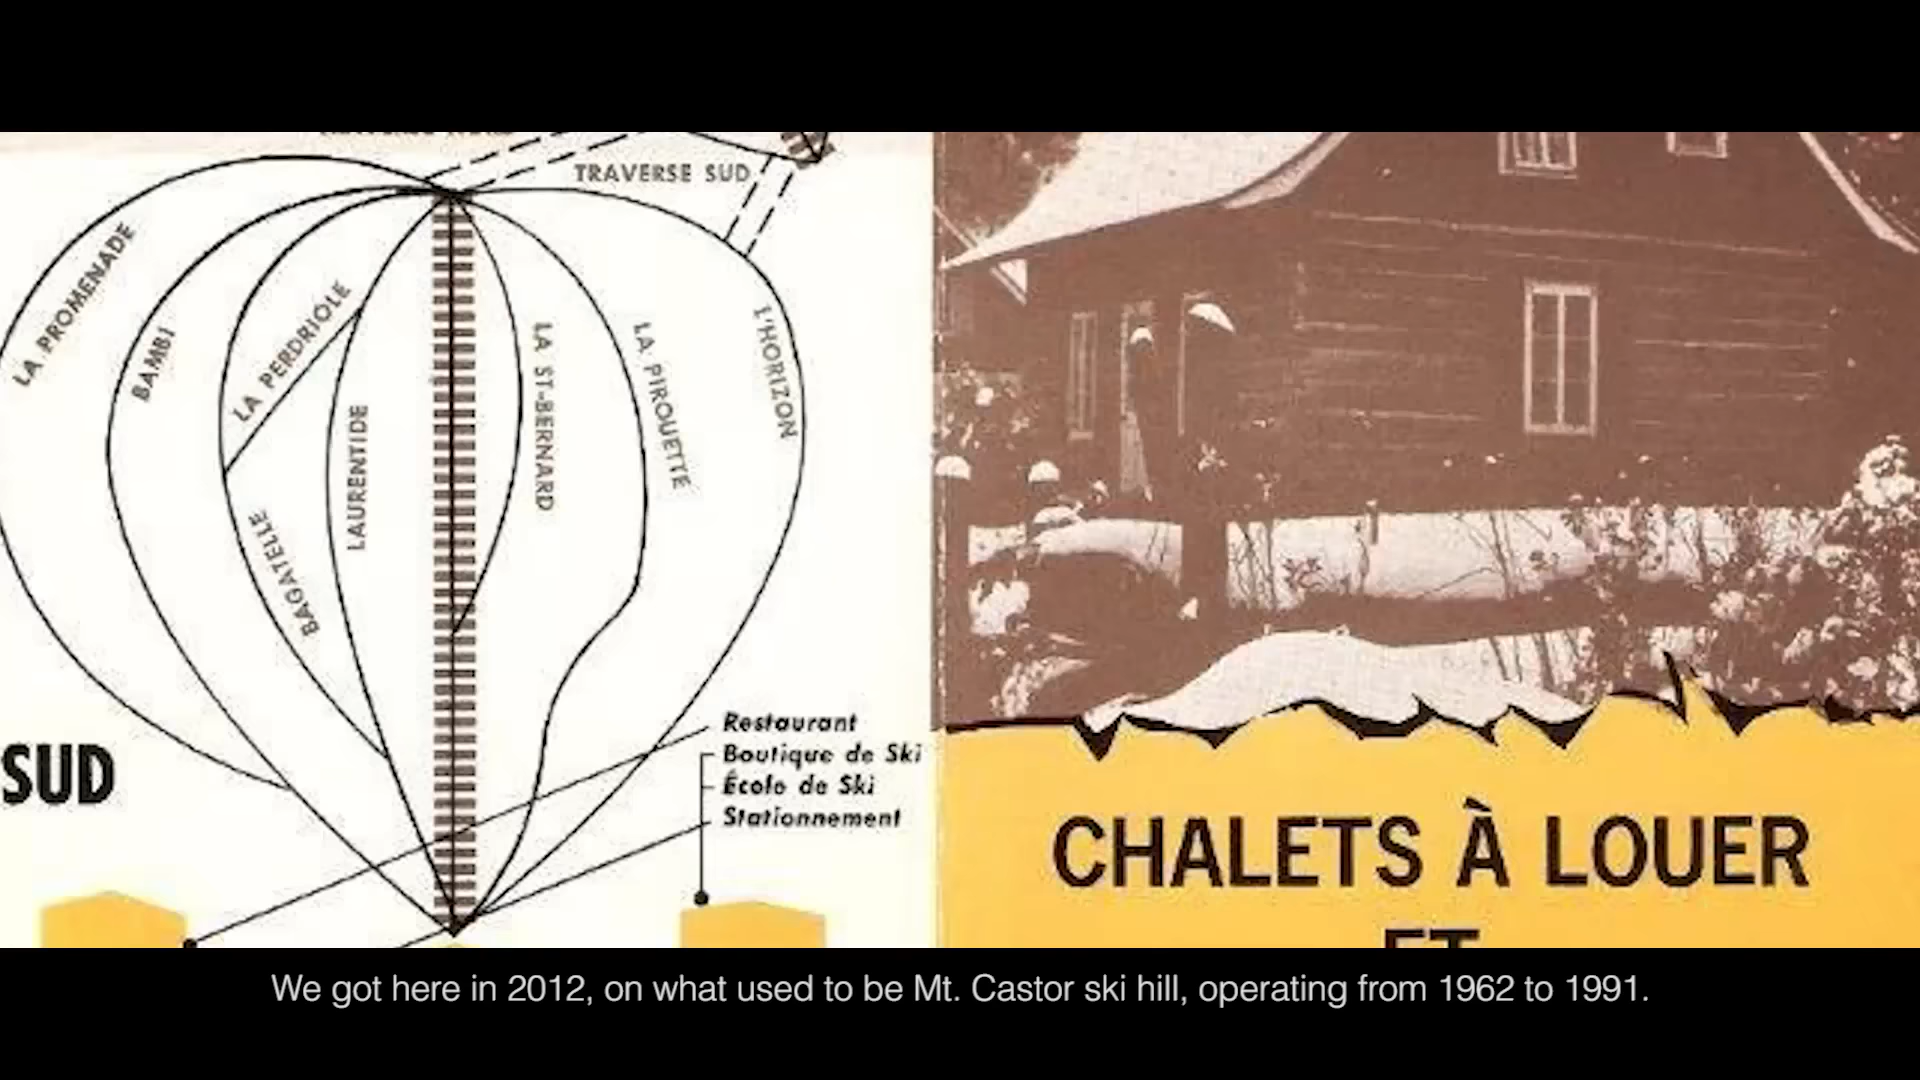 TRAVERSE SUD
LA PROMENADE
BAMBI
LA PERDRIOLE
BAGATELLE
LAURENTIDE
LA ST-BERNARD
LA PIROUETTE
L'HORIZON
SUD
Restaurant
Boutique de Ski
École de Ski
Stationnement
CHALETS À LOUER
ET
We got here in 2012, on what used to be Mt. Castor ski hill, operating from 1962 to 1991.